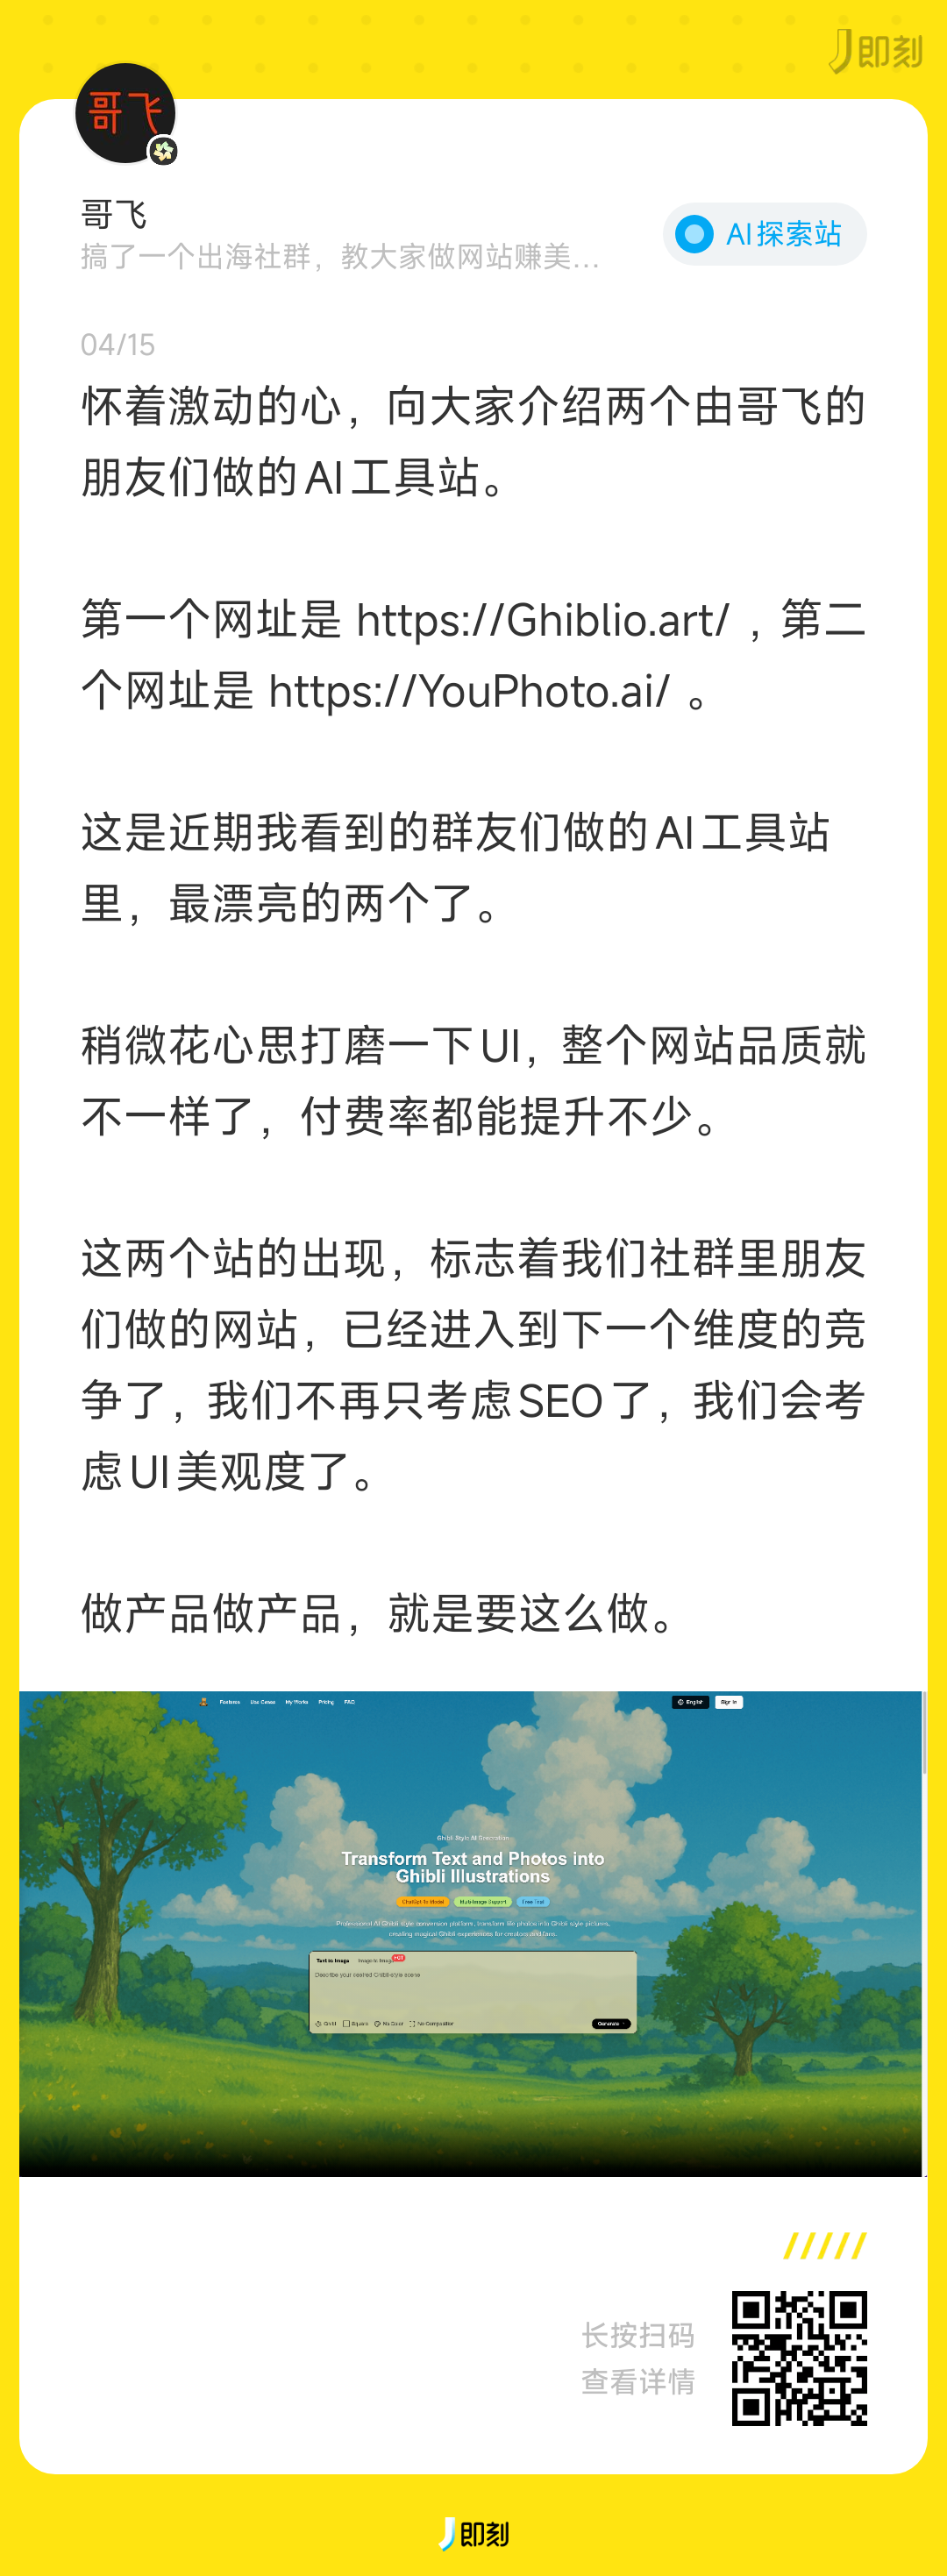 即刻
哥飞
哥飞
搞了一个出海社群，教大家做网站赚美...
AI探索站
04/15
怀着激动的心，向大家介绍两个由哥飞的
朋友们做的AI工具站。
第一个网址是 https://Ghiblio.art/ ，第二
个网址是 https://YouPhoto.ai/ 。
这是近期我看到的群友们做的AI工具站
里，最漂亮的两个了。
稍微花心思打磨一下UI，整个网站品质就
不一样了，付费率都能提升不少。
这两个站的出现，标志着我们社群里朋友
们做的网站，已经进入到下一个维度的竞
争了，我们不再只考虑SEO了，我们会考
虑UI美观度了。
做产品做产品，就是要这么做。
Features Use Cases My Works Pricing FAQ
English Sign In
Ghibli Style AI Generation
Transform Text and Photos into
Ghibli Illustrations
ChatGpt 4o Model Multi-Image Support Free Trial
Professional AI Ghibli style conversion platform, transform life photos into Ghibli style pictures,
creating magical Ghibli experiences for creators and fans.
Text to Image Image to Image HOT
Describe your desired Ghibli-style scene
Ghibli Square No Color No Composition
Generate
长按扫码
查看详情
即刻